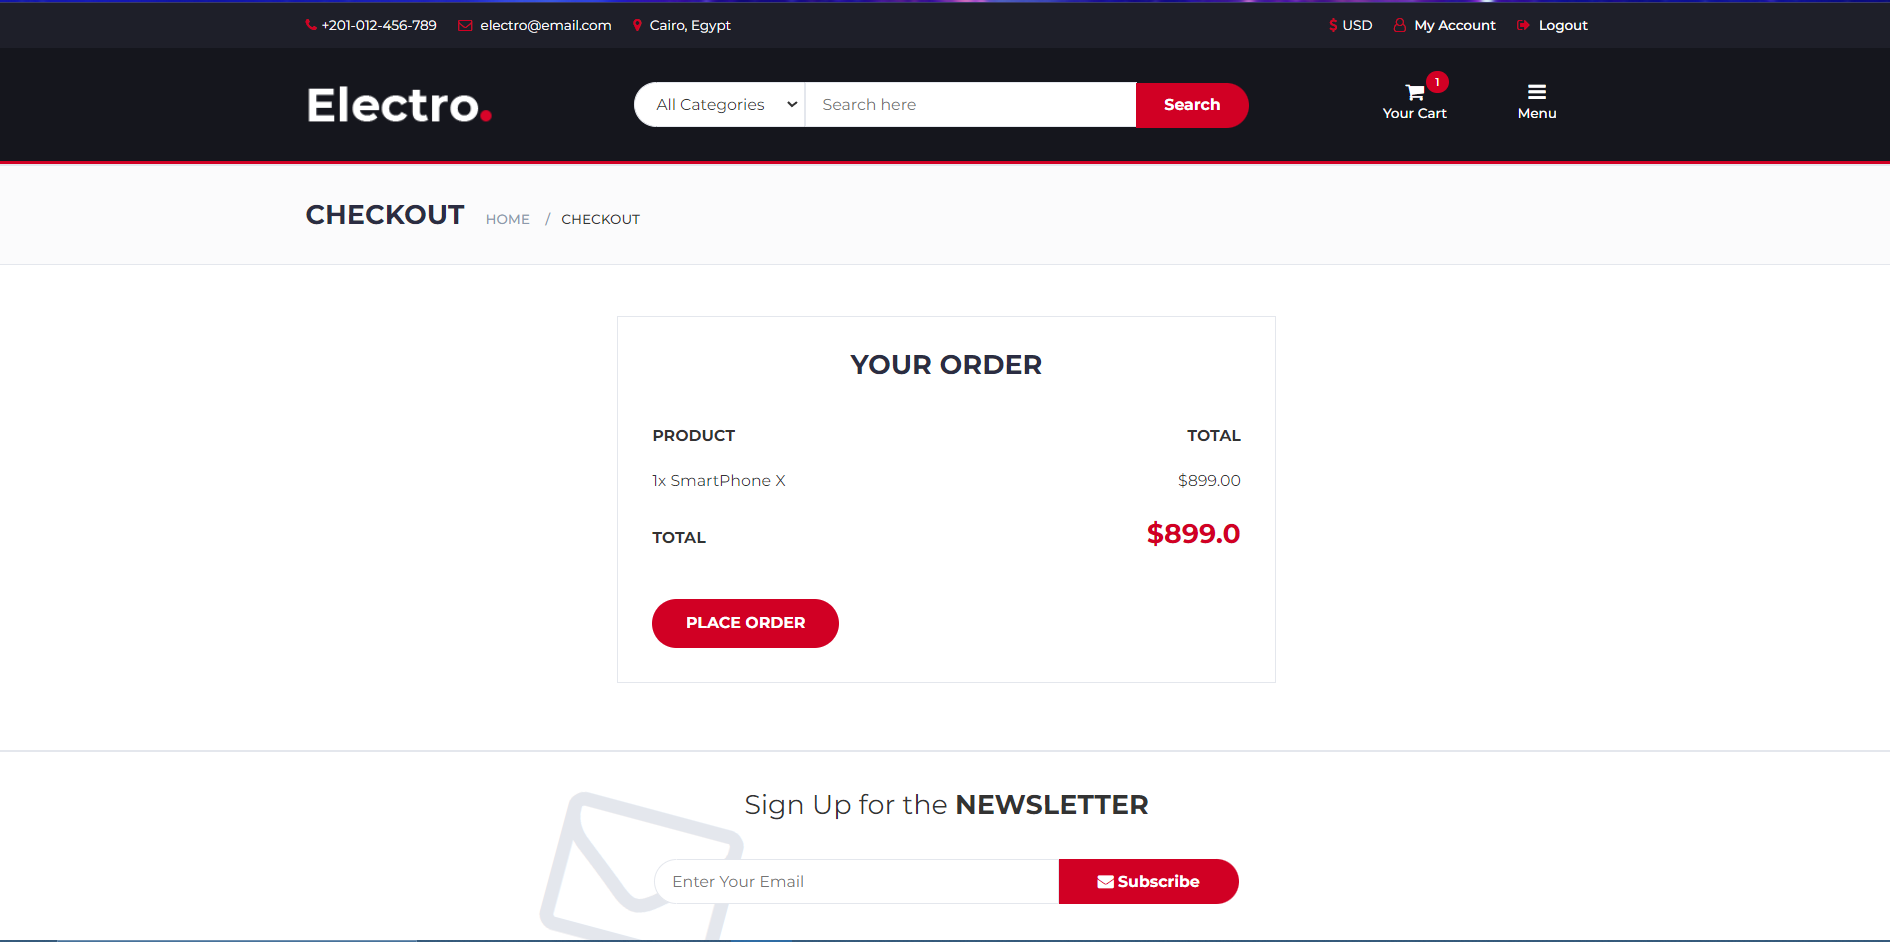 +201-012-456-789 electro@email.com Cairo, Egypt $ USD My Account Logout
Electro.
All Categories Search here Search
1
Your Cart Menu
CHECKOUT HOME / CHECKOUT
YOUR ORDER
PRODUCT TOTAL
1x SmartPhone X $899.00
TOTAL $899.0
PLACE ORDER
Sign Up for the NEWSLETTER
Enter Your Email Subscribe